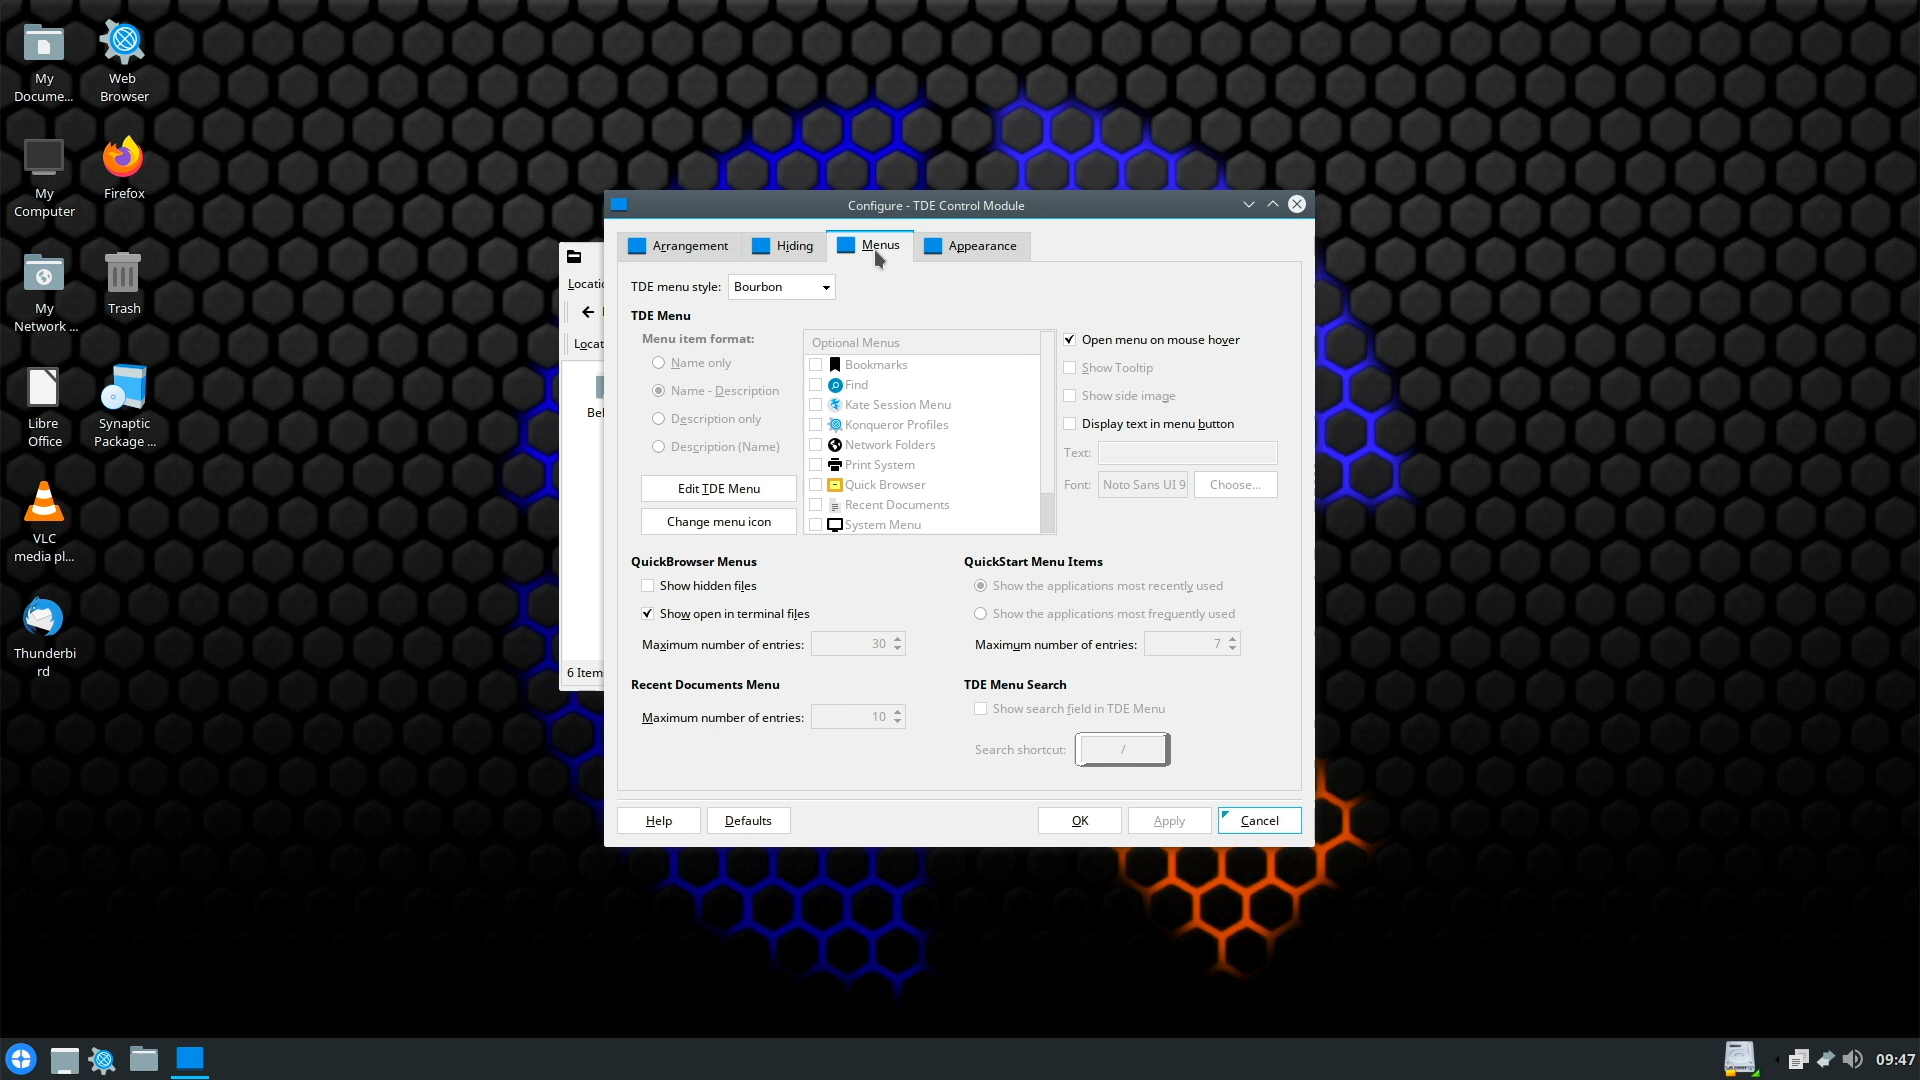 My
Docume...
Web
Browser
My
Computer
Firefox
My
Network ...
Trash
Libre
Office
Synaptic
Package ...
VLC
media pl...
Thunderbi
rd
Locatio
Locat
Bel
6 Item
Configure - TDE Control Module
Arrangement
Hiding
Menus
Appearance
TDE menu style:
Bourbon
TDE Menu
Menu item format:
Name only
Name - Description
Description only
Description (Name)
Edit TDE Menu
Change menu icon
Optional Menus
Bookmarks
Find
Kate Session Menu
Konqueror Profiles
Network Folders
Print System
Quick Browser
Recent Documents
System Menu
Open menu on mouse hover
Show Tooltip
Show side image
Display text in menu button
Text:
Font: Noto Sans UI 9 Choose...
QuickBrowser Menus
Show hidden files
Show open in terminal files
Maximum number of entries: 30
QuickStart Menu Items
Show the applications most recently used
Show the applications most frequently used
Maximum number of entries: 7
Recent Documents Menu
Maximum number of entries: 10
TDE Menu Search
Show search field in TDE Menu
Search shortcut: /
Help
Defaults
OK
Apply
Cancel
09:47